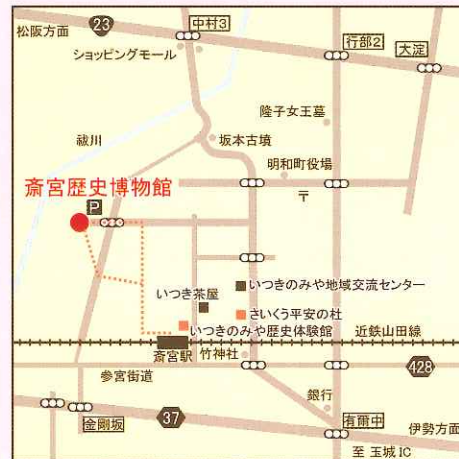 松阪方面
23
中村3
行部2
大淀
ショッピングモール
隆子女王墓
祓川
坂本古墳
明和町役場
斎宮歴史博物館
P
〒
いつきのみや地域交流センター
いつき茶屋
さいくう平安の杜
いつきのみや歴史体験館
近鉄山田線
斎宮駅
竹神社
参宮街道
428
銀行
金剛坂
37
有爾中
伊勢方面
至 玉城IC